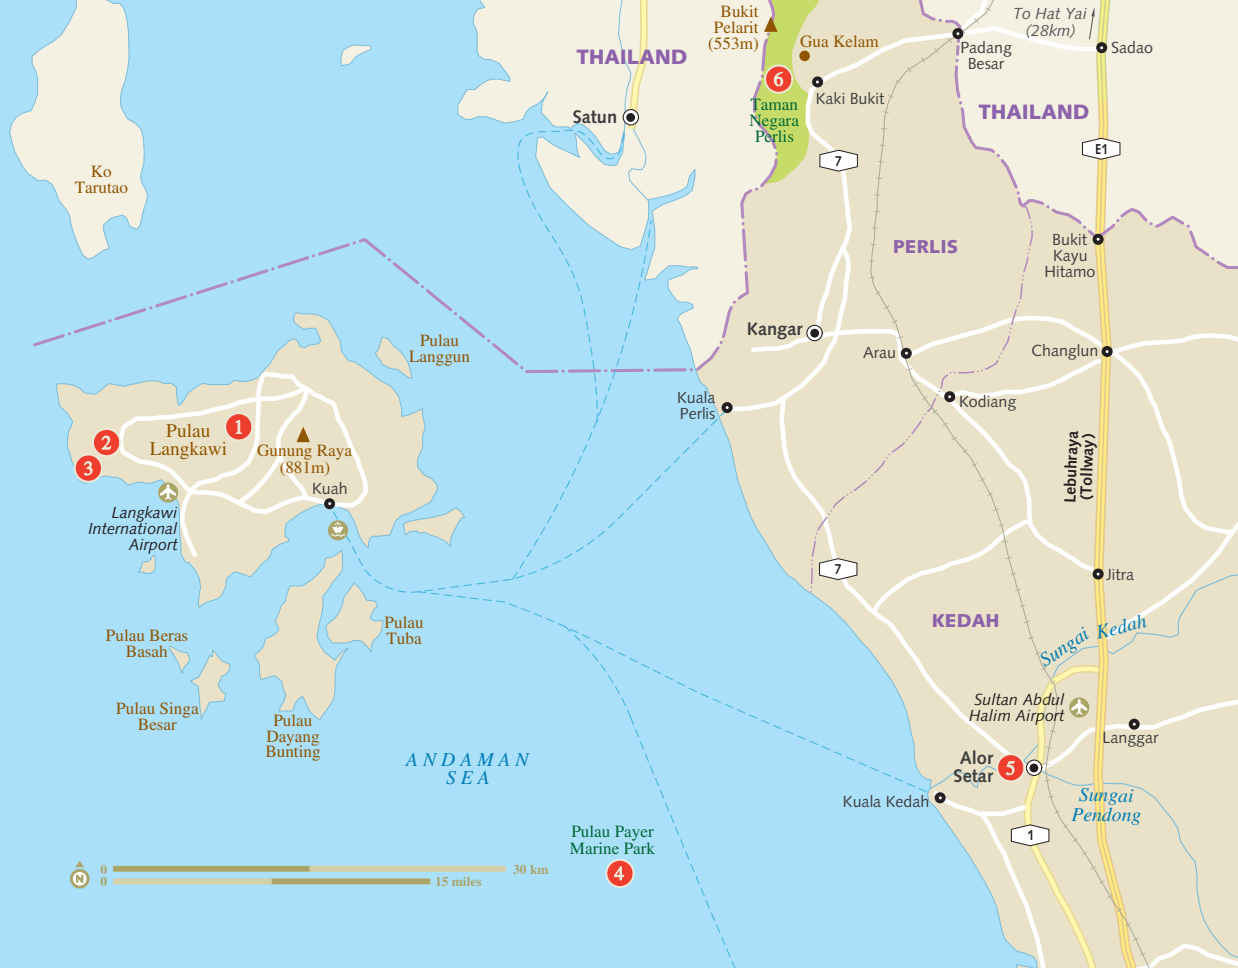 Bukit
Pelarit
(553m)
To Hat Yai
(28km)
THAILAND
Gua Kelam
Padang
Besar
Sadao
6
Kaki Bukit
Taman
Negara
Perlis
THAILAND
Satun
E1
7
Ko
Tarutao
PERLIS
Bukit
Kayu
Hitamo
Kangar
Pulau
Langgun
Arau
Changlun
Kuala
Perlis
Kodiang
1
2
3
Pulau
Langkawi
Gunung Raya
(881m)
Kuah
Langkawi
International
Airport
Lebuhraya
(Tollway)
7
Jitra
KEDAH
Sungai Kedah
Pulau
Tuba
Pulau Beras
Basah
Pulau Singa
Besar
Pulau
Dayang
Bunting
Sultan Abdul
Halim Airport
Langgar
ANDAMAN
SEA
Alor
Setar
5
Kuala Kedah
Sungai
Pendong
1
Pulau Payer
Marine Park
4
N
0
30 km
0
15 miles